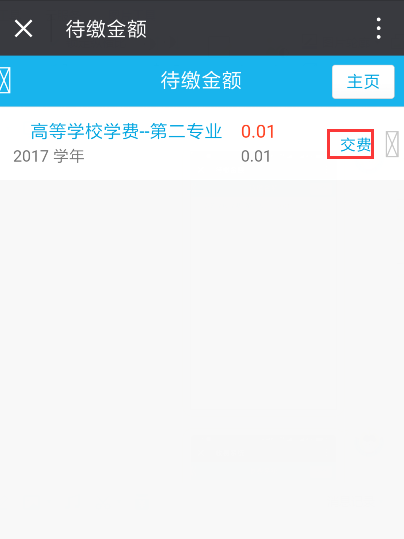 待缴金额
待缴金额 主页
高等学校学费--第二专业 0.01
2017 学年 0.01 交费